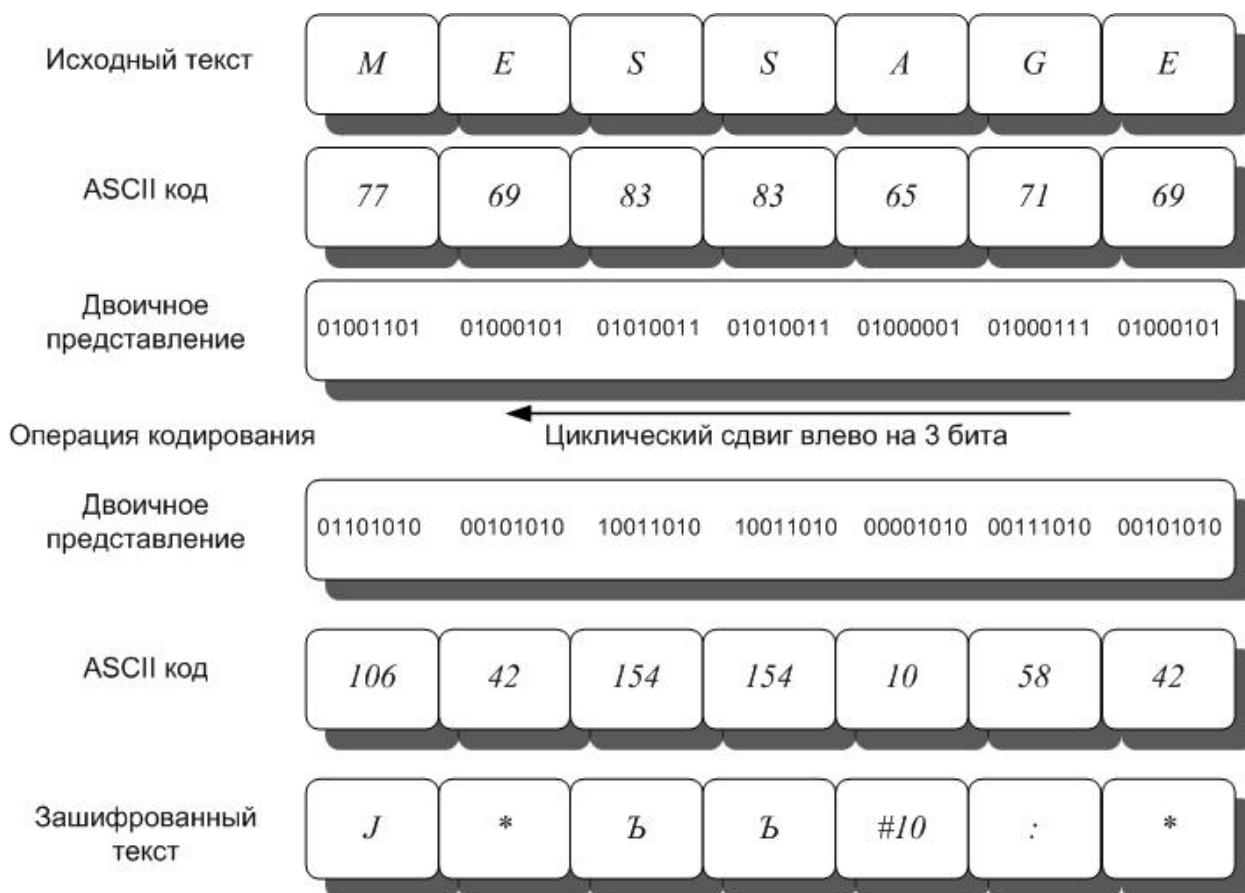 Исходный текст M E S S A G E
ASCII код 77 69 83 83 65 71 69
Двоичное
представление 01001101 01000101 01010011 01010011 01000001 01000111 01000101
Операция кодирования Циклический сдвиг влево на 3 бита
Двоичное
представление 01101010 00101010 10011010 10011010 00001010 00111010 00101010
ASCII код 106 42 154 154 10 58 42
Зашифрованный
текст J * Ъ Ъ #10 : *